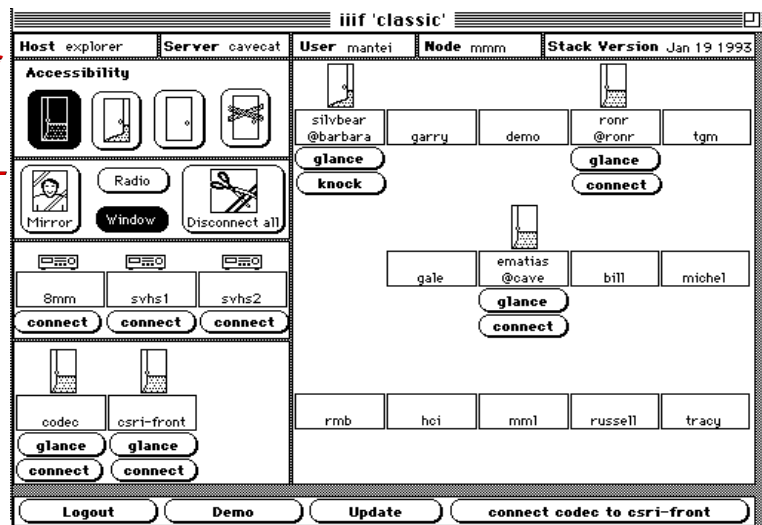 iiif 'classic'
Host explorer Server cavecat User mantei Node mmm Stack Version Jan 19 1993
Accessibility
Mirror
Radio
Window
Disconnect all
8mm svhs1 svhs2
connect connect connect
codec csri-front
glance glance
connect connect
silvbear
@barbara garry demo ronr
@ronr tgm
glance glance
knock connect
gale ematias
@cave bill michel
glance
connect
rmb hci mm1 russell tracy
Logout Demo Update connect codec to csri-front